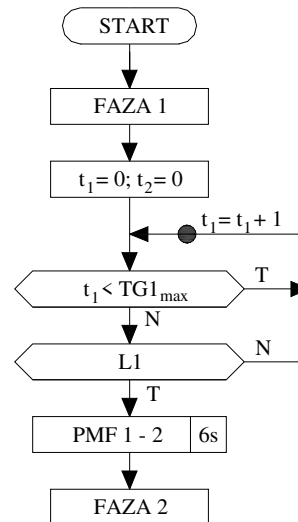 START
FAZA 1
t₁= 0; t₂= 0
t₁= t₁+ 1
t₁< TG1ₘₐₓ
T
N
L1
N
T
PMF 1 - 2
6s
FAZA 2